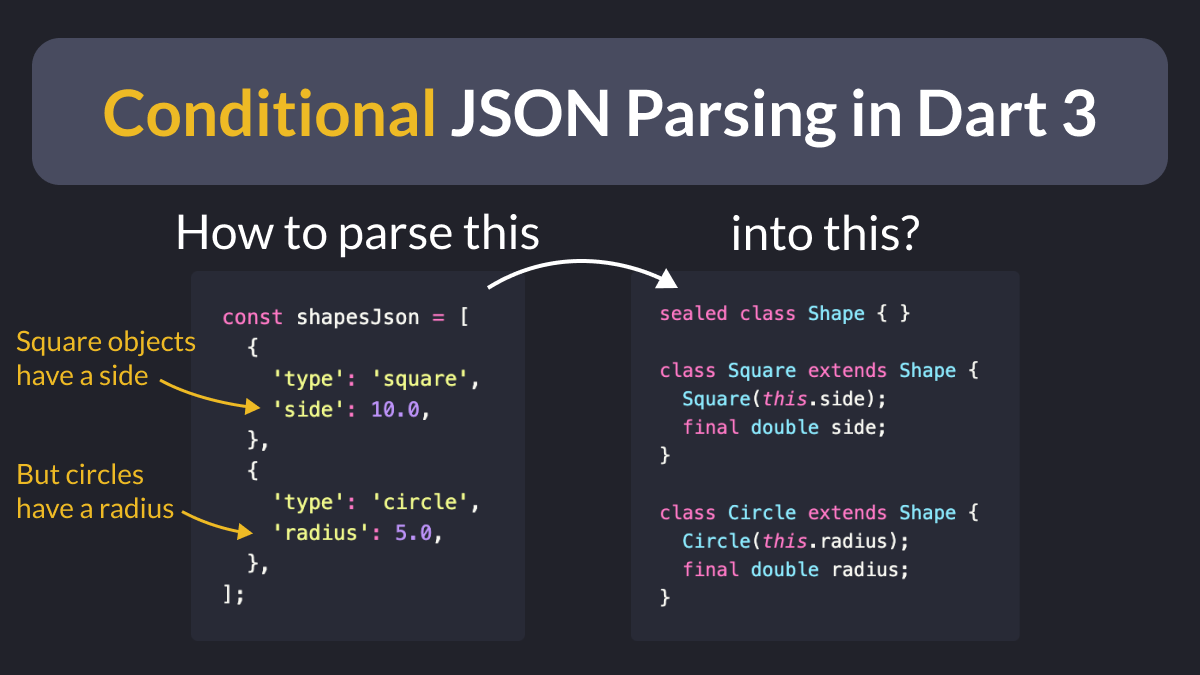 Conditional JSON Parsing in Dart 3
How to parse this
into this?
Square objects
have a side
But circles
have a radius
const shapesJson = [
  {
    'type': 'square',
    'side': 10.0,
  },
  {
    'type': 'circle',
    'radius': 5.0,
  },
];
sealed class Shape { }
class Square extends Shape {
  Square(this.side);
  final double side;
}
class Circle extends Shape {
  Circle(this.radius);
  final double radius;
}